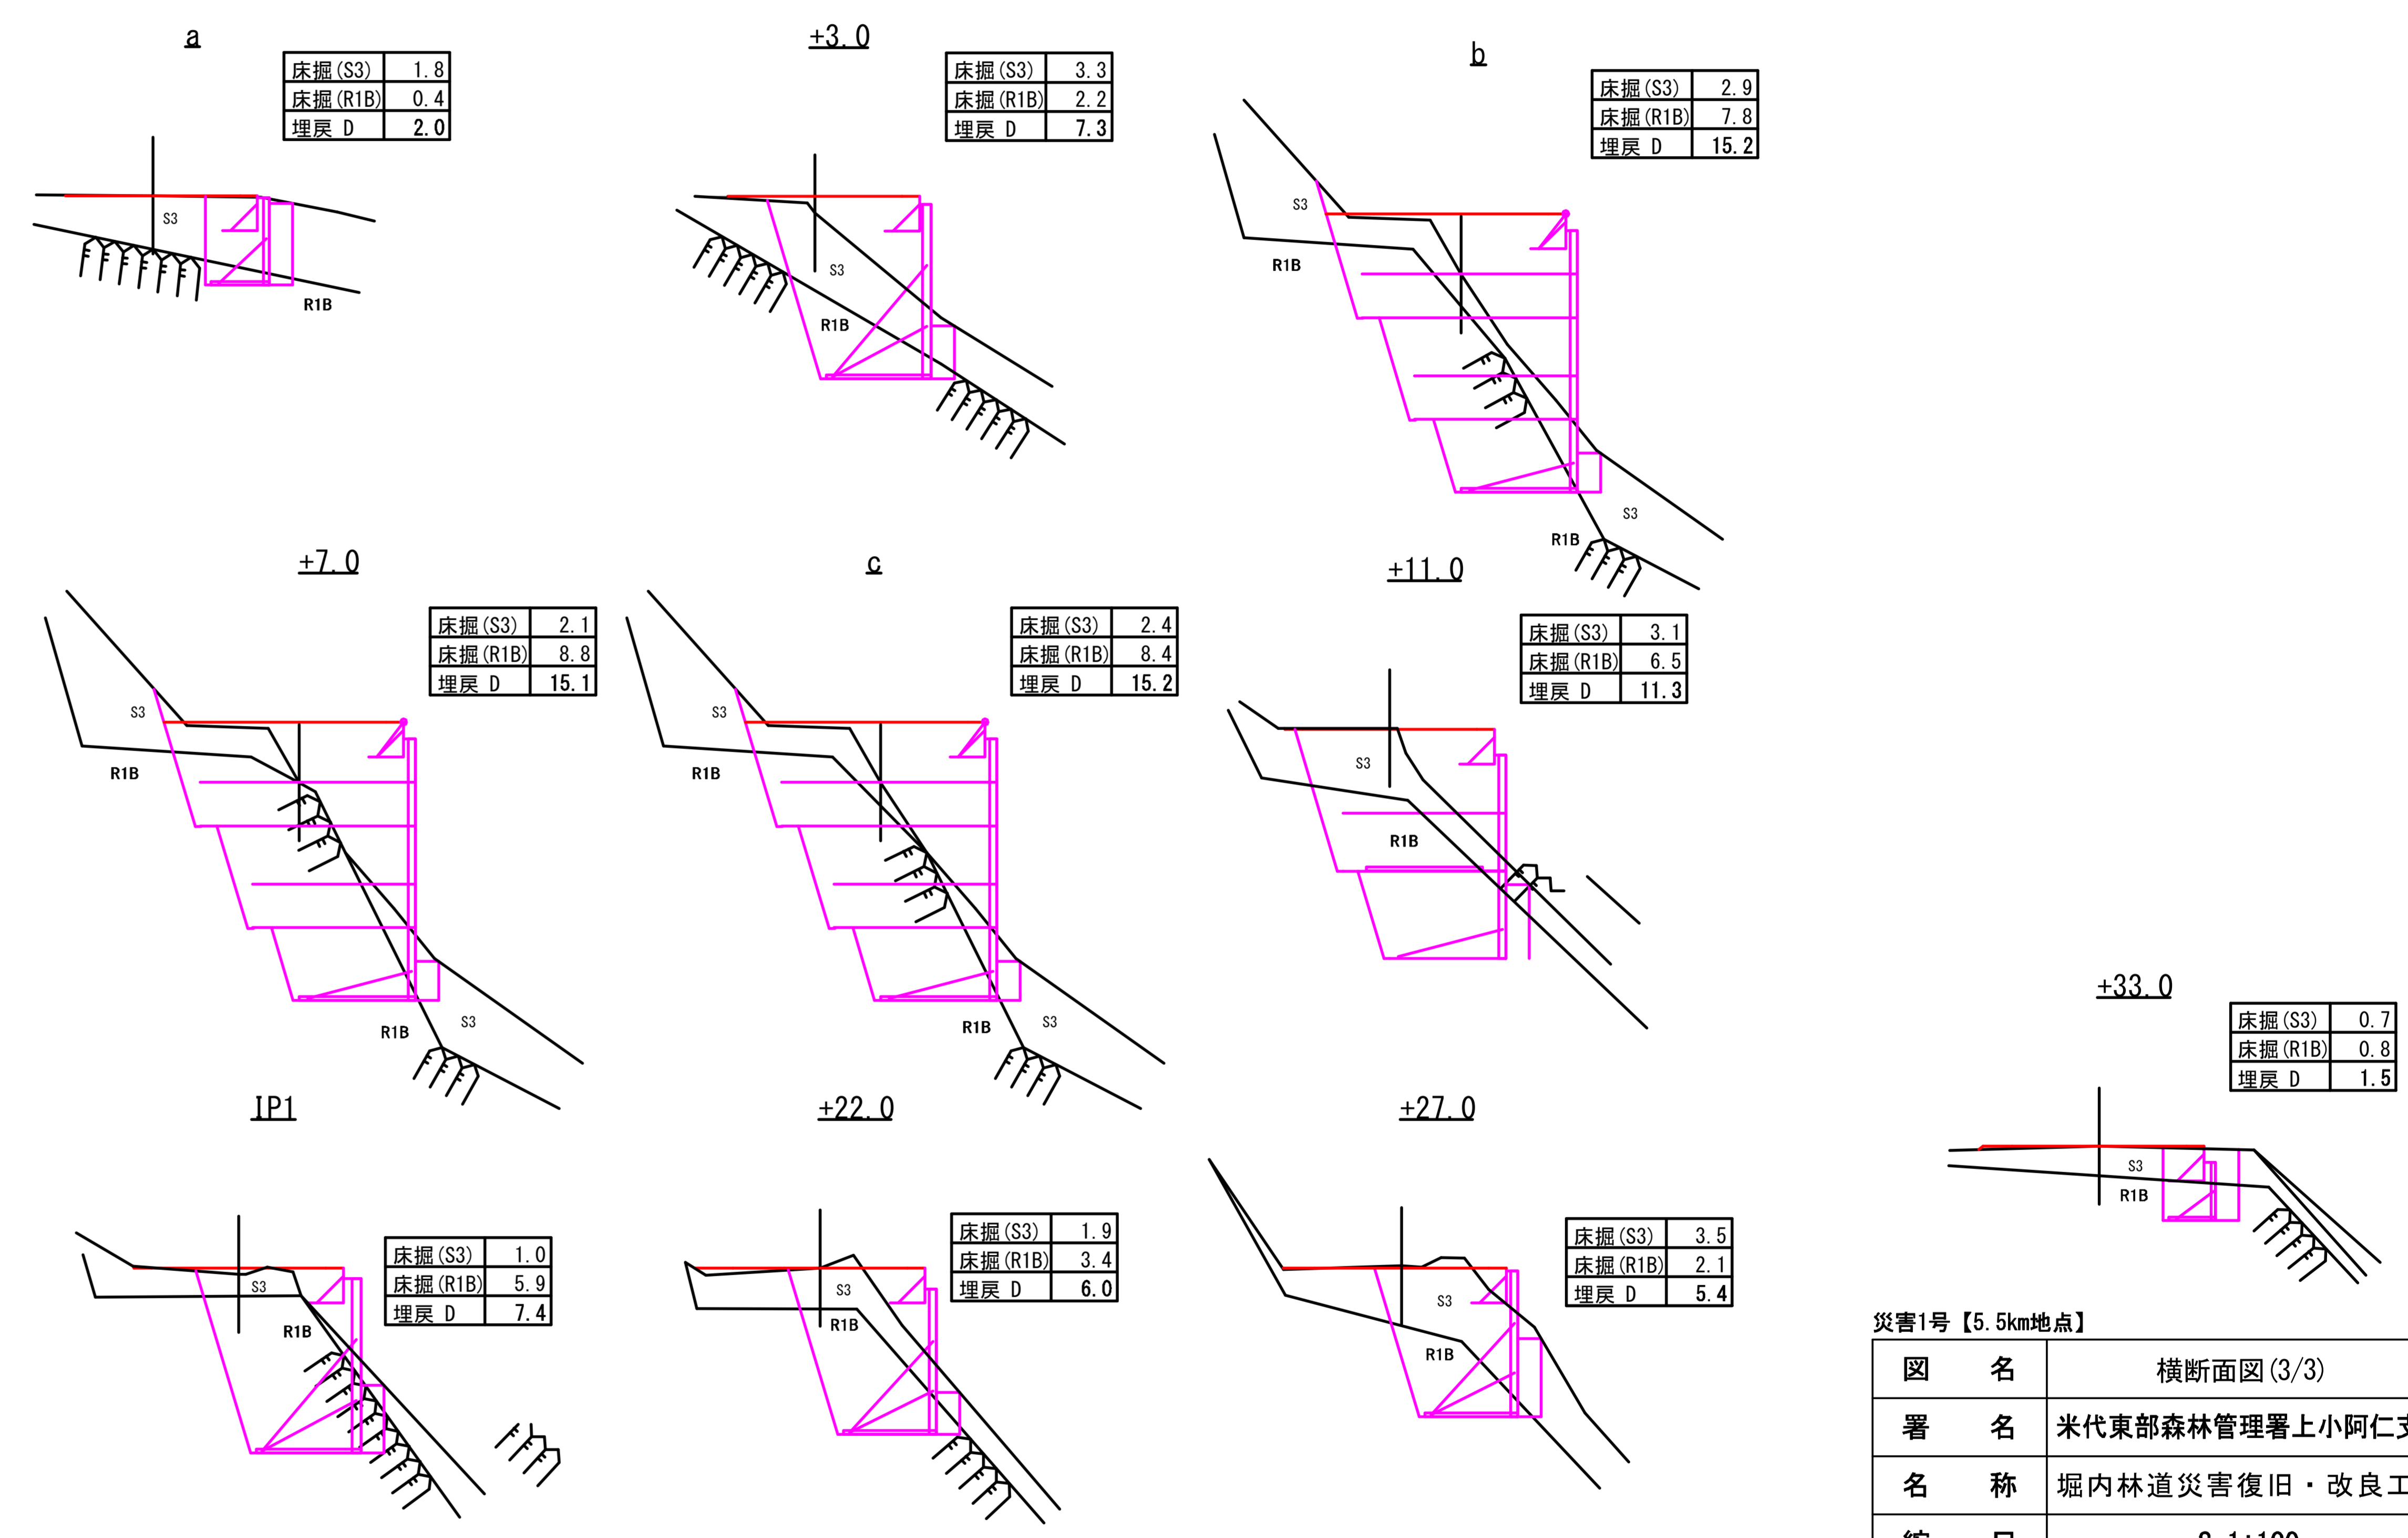 a
床掘(S3) 1.8
床掘(R1B) 0.4
埋戻 D 2.0
S3
R1B
+3.0
床掘(S3) 3.3
床掘(R1B) 2.2
埋戻 D 7.3
S3
R1B
b
床掘(S3) 2.9
床掘(R1B) 7.8
埋戻 D 15.2
S3
R1B
S3
R1B
+7.0
床掘(S3) 2.1
床掘(R1B) 8.8
埋戻 D 15.1
S3
R1B
S3
R1B
c
床掘(S3) 2.4
床掘(R1B) 8.4
埋戻 D 15.2
S3
R1B
S3
R1B
+11.0
床掘(S3) 3.1
床掘(R1B) 6.5
埋戻 D 11.3
S3
R1B
IP1
床掘(S3) 1.0
床掘(R1B) 5.9
埋戻 D 7.4
S3
R1B
+22.0
床掘(S3) 1.9
床掘(R1B) 3.4
埋戻 D 6.0
S3
R1B
+27.0
床掘(S3) 3.5
床掘(R1B) 2.1
埋戻 D 5.4
S3
R1B
+33.0
床掘(S3) 0.7
床掘(R1B) 0.8
埋戻 D 1.5
S3
R1B
災害1号【5.5km地点】
図 名 横断面図(3/3)
署 名 米代東部森林管理署上小阿仁
名 称 堀内林道災害復旧・改良工